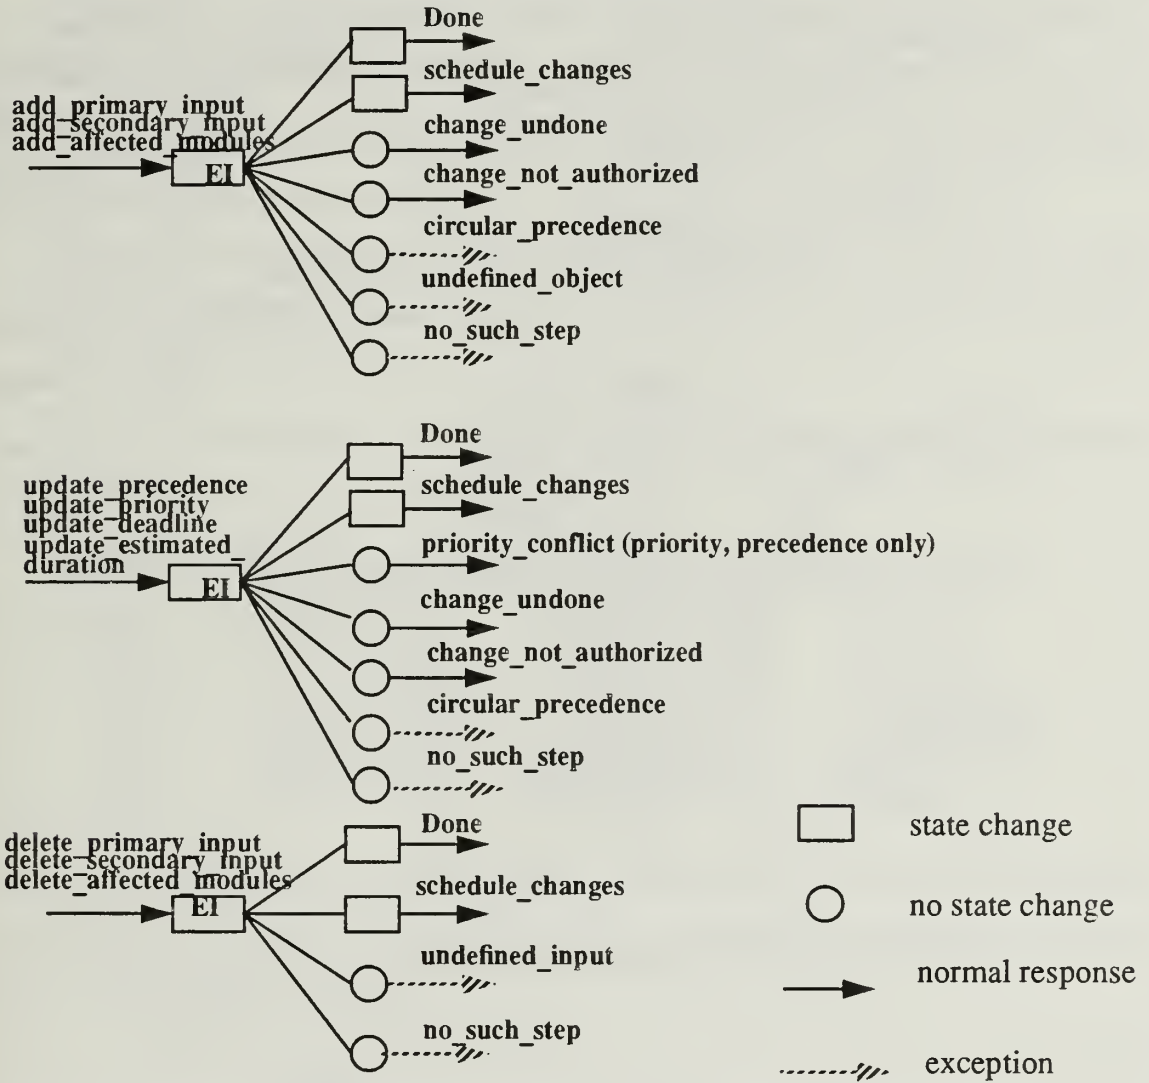 Done
schedule_changes
add_primary_input
add_secondary_input
add_affected_modules
change_undone
EI
change_not_authorized
circular_precedence
undefined_object
no_such_step
Done
update_precedence
update_priority
update_deadline
update_estimated_
duration
schedule_changes
priority_conflict (priority, precedence only)
EI
change_undone
change_not_authorized
circular_precedence
no_such_step
Done
delete_primary_input
delete_secondary_input
delete_affected_modules
EI
schedule_changes
undefined_input
no_such_step
state change
no state change
normal response
exception